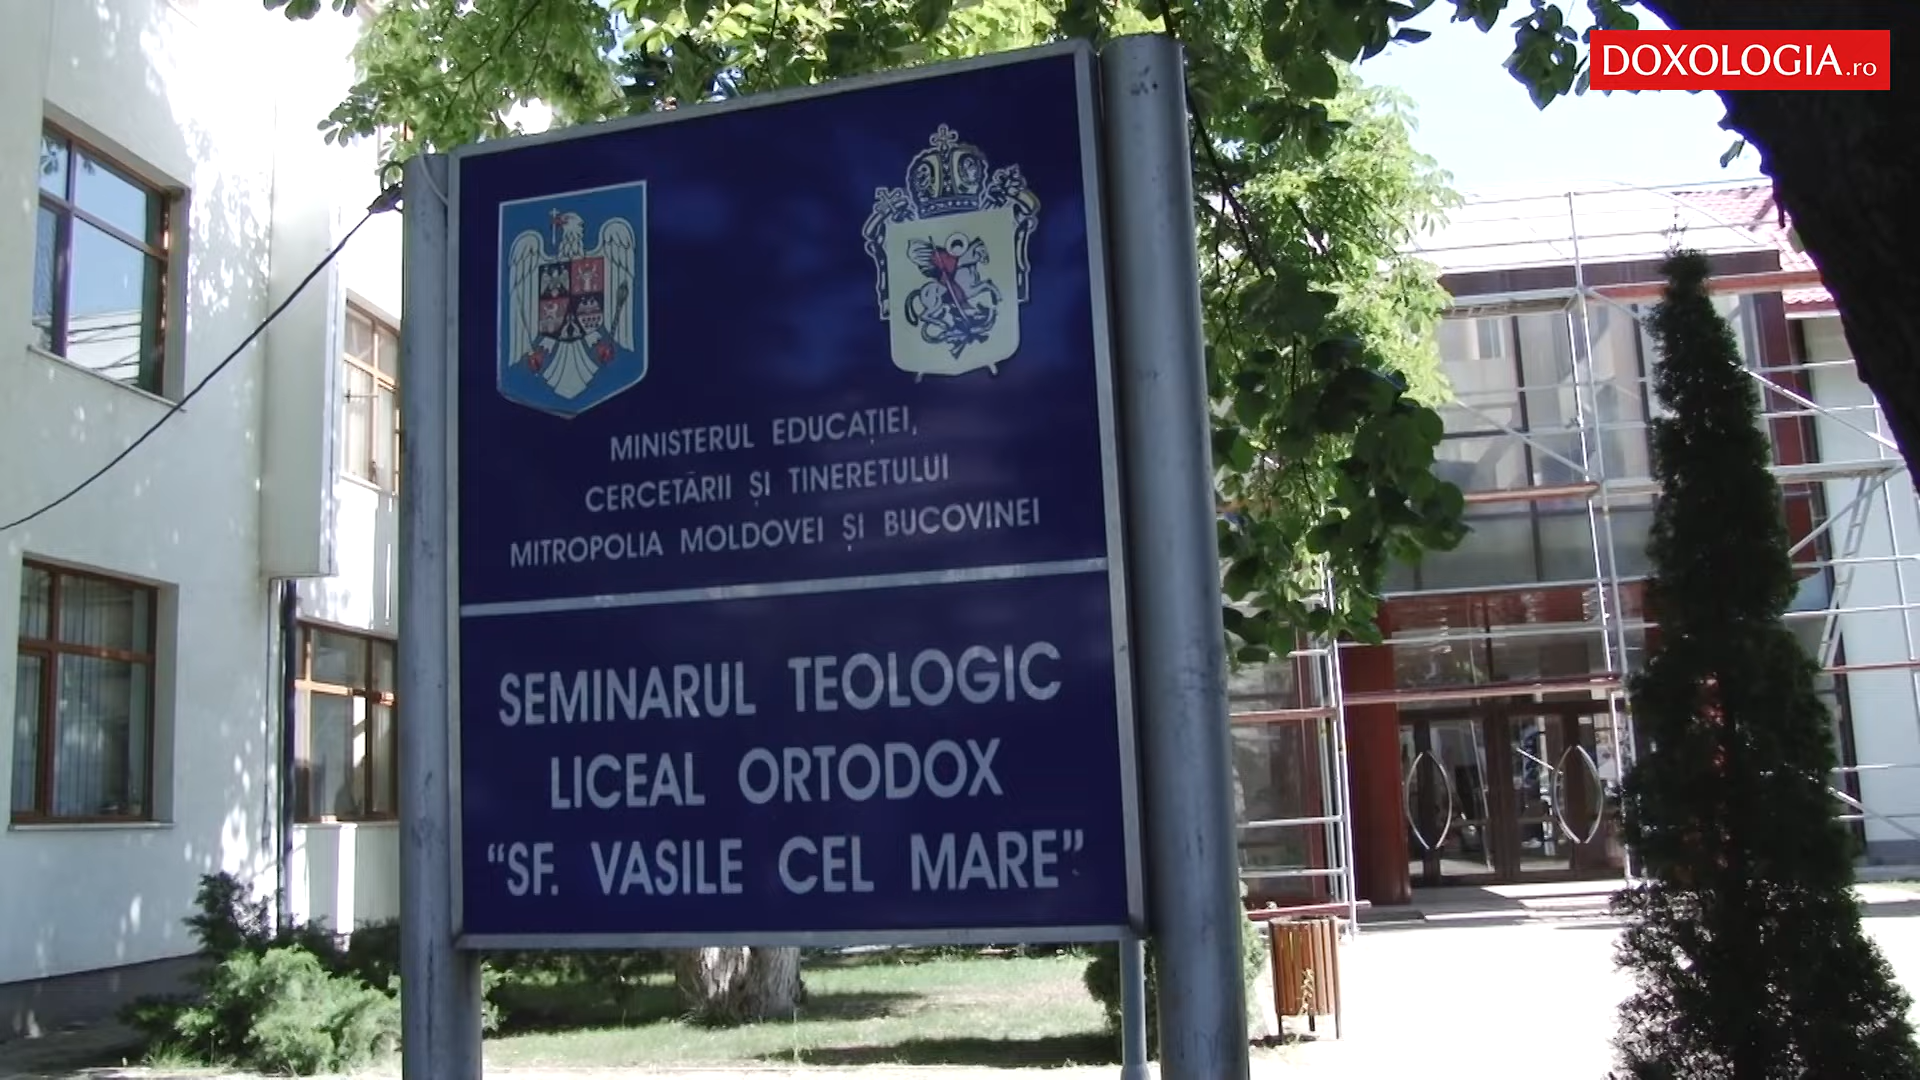 DOXOLOGIA.ro
MINISTERUL EDUCAȚIEI,
CERCETĂRII ȘI TINERETULUI
MITROPOLIA MOLDOVEI ȘI BUCOVINEI
SEMINARUL TEOLOGIC
LICEAL ORTODOX
“SF. VASILE CEL MARE”